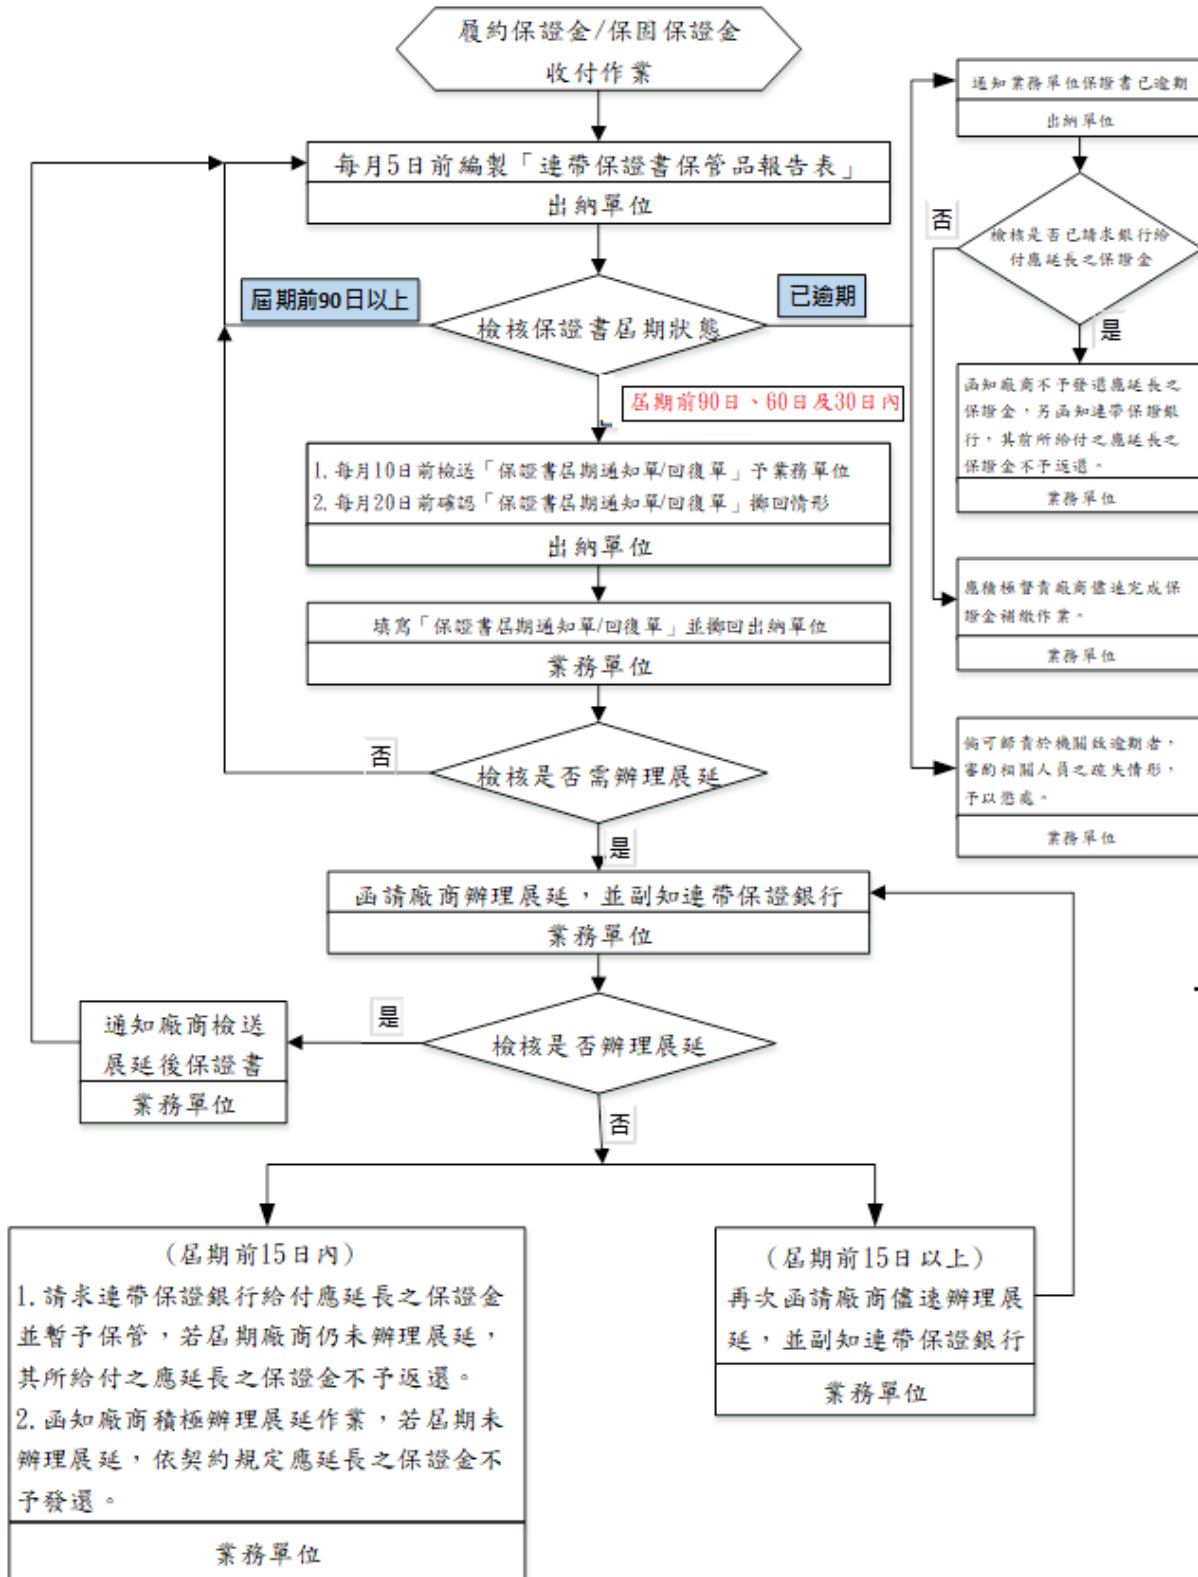 履約保證金/保固保證金
收付作業
每月5日前編製「連帶保證書保管品報告表」
出納單位
屆期前90日以上
檢核保證書屆期狀態
已逾期
屆期前90日、60日及30日內
1.每月10日前檢送「保證書屆期通知單/回復單」予業務單位
2.每月20日前確認「保證書屆期通知單/回復單」擲回情形
出納單位
填寫「保證書屆期通知單/回復單」並擲回出納單位
業務單位
否
檢核是否需辦理展延
是
函請廠商辦理展延，並副知連帶保證銀行
業務單位
檢核是否辦理展延
是
通知廠商檢送
展延後保證書
業務單位
否
(屆期前15日內)
1.請求連帶保證銀行給付應延長之保證金
並暫予保管，若屆期廠商仍未辦理展延，
其所給付之應延長之保證金不予返還。
2.函知廠商積極辦理展延作業，若屆期未
辦理展延，依契約規定應延長之保證金不
予發還。
業務單位
(屆期前15日以上)
再次函請廠商儘速辦理展
延，並副知連帶保證銀行
業務單位
通知業務單位保證書已逾期
出納單位
檢核是否已請求銀行給
付應延長之保證金
否
是
函知廠商不予發還應延長之
保證金，另函知連帶保證銀
行，其前所給付之應延長之
保證金不予返還。
業務單位
應積極督責廠商儘速完成保
證金補繳作業。
業務單位
倘可歸責於機關致逾期者，
審酌相關人員之疏失情形，
予以懲處。
業務單位